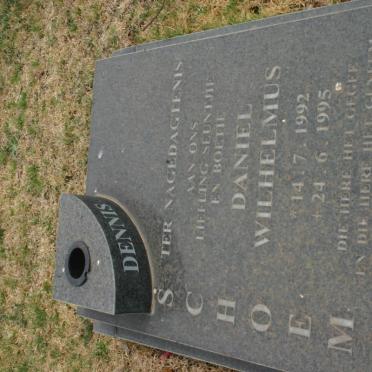 DENNIS
TER NAGEDAGTENIS
AAN ONS
LIEFLING SEUNTJIE
EN BOETIE
DANIEL
WILHELMUS
*14.7.1992
+24.6.1995
DIE HERE HET GEGEE
EN DIE HERE HET
SCHOEM